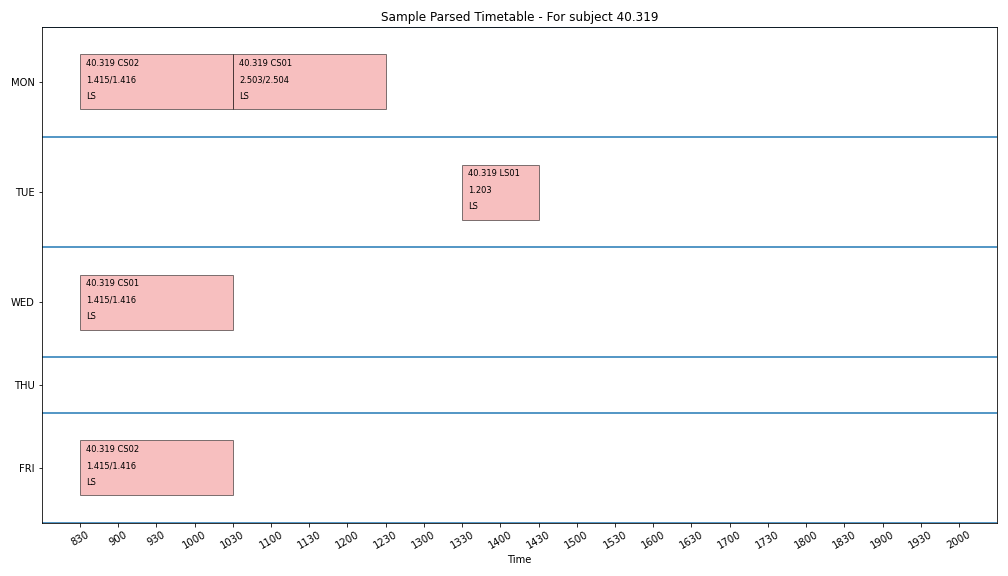 Sample Parsed Timetable - For subject 40.319
MON
40.319 CS02
1.415/1.416
LS
40.319 CS01
2.503/2.504
LS
TUE
40.319 LS01
1.203
LS
WED
40.319 CS01
1.415/1.416
LS
THU
FRI
40.319 CS02
1.415/1.416
LS
830 900 930 1000 1030 1100 1130 1200 1230 1300 1330 1400 1430 1500 1530 1600 1630 1700 1730 1800 1830 1900 1930 2000
Time